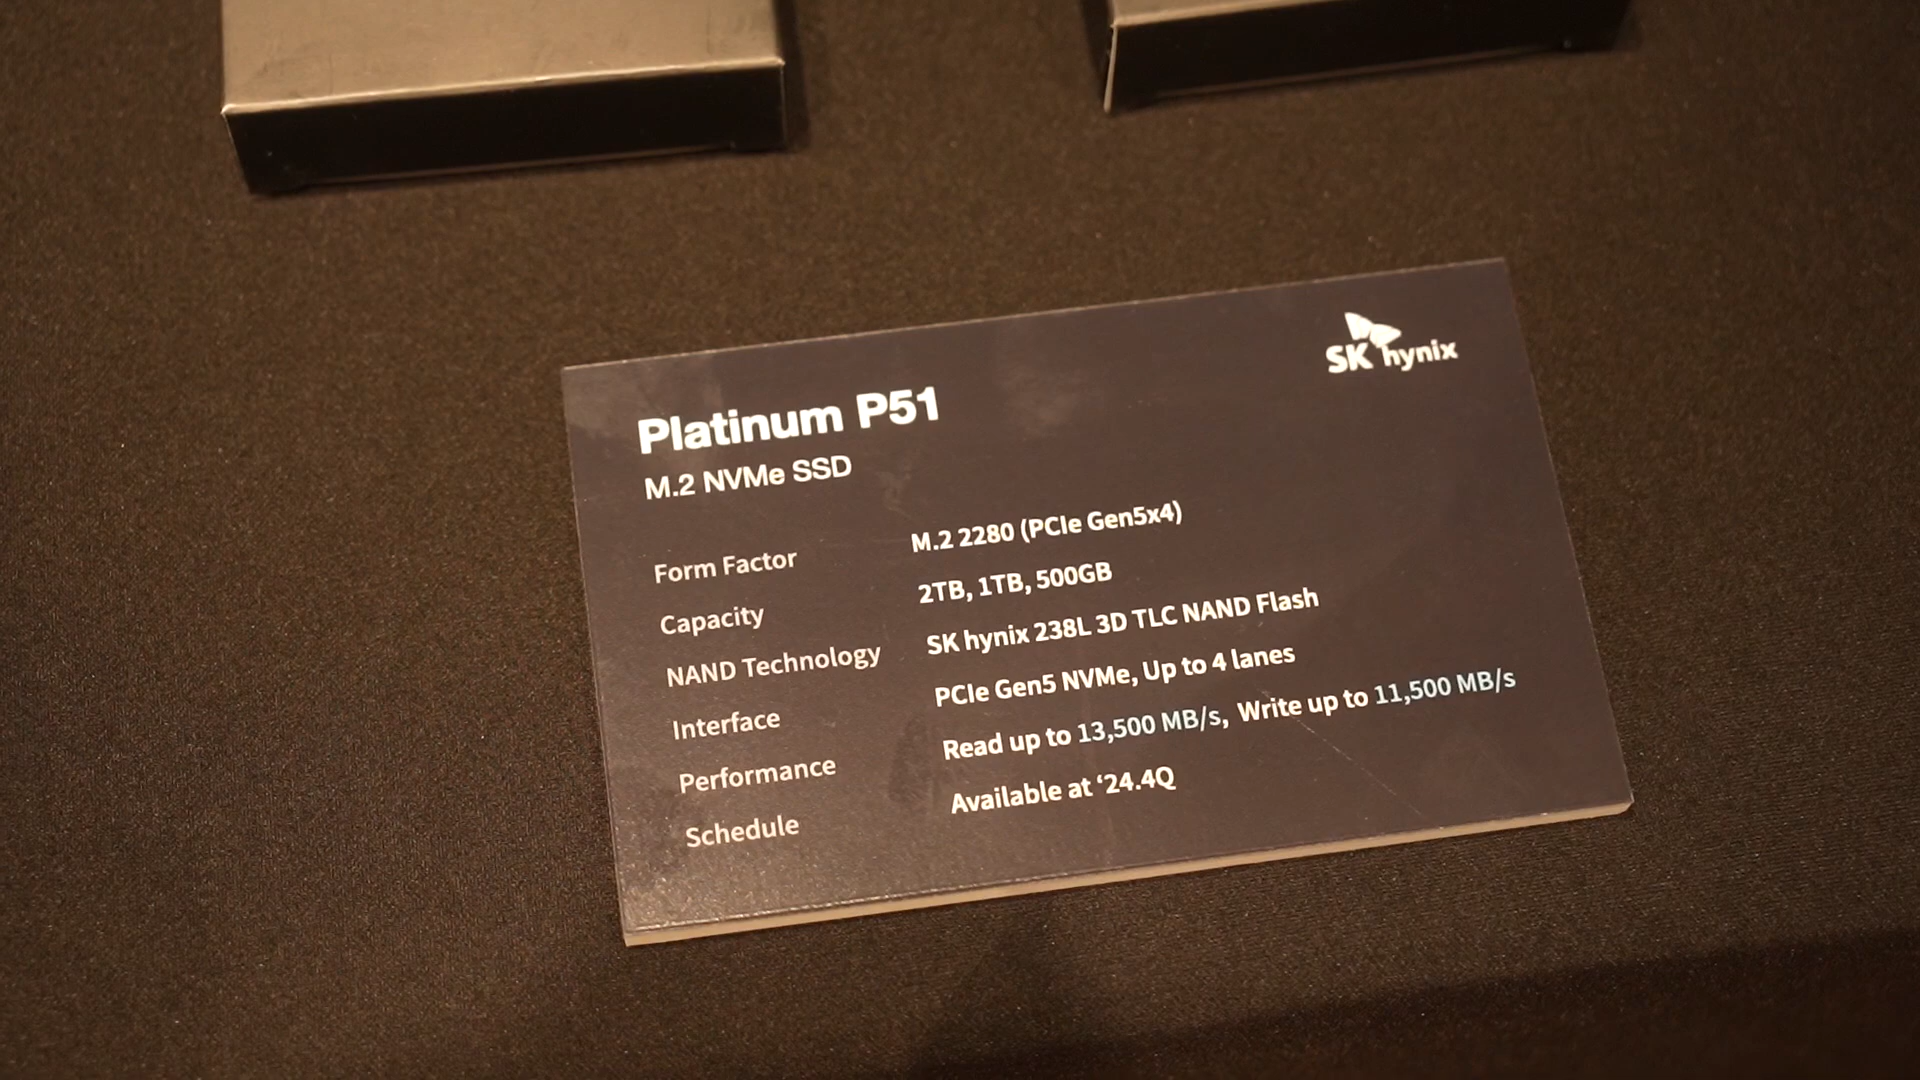 SK hynix
Platinum P51
M.2 NVMe SSD
Form Factor M.2 2280 (PCIe Gen5x4)
Capacity 2TB, 1TB, 500GB
NAND Technology SK hynix 238L 3D TLC NAND Flash
Interface PCIe Gen5 NVMe, Up to 4 lanes
Performance Read up to 13,500 MB/s, Write up to 11,500 MB/s
Schedule Available at ‘24.4Q